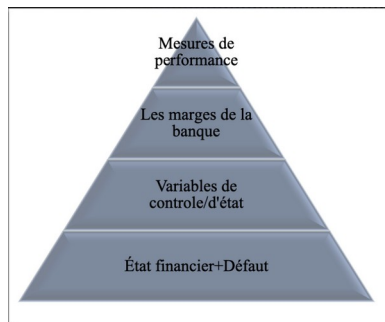 Mesures de
performance
Les marges de la
banque
Variables de
controle/d'état
État financier+Défaut